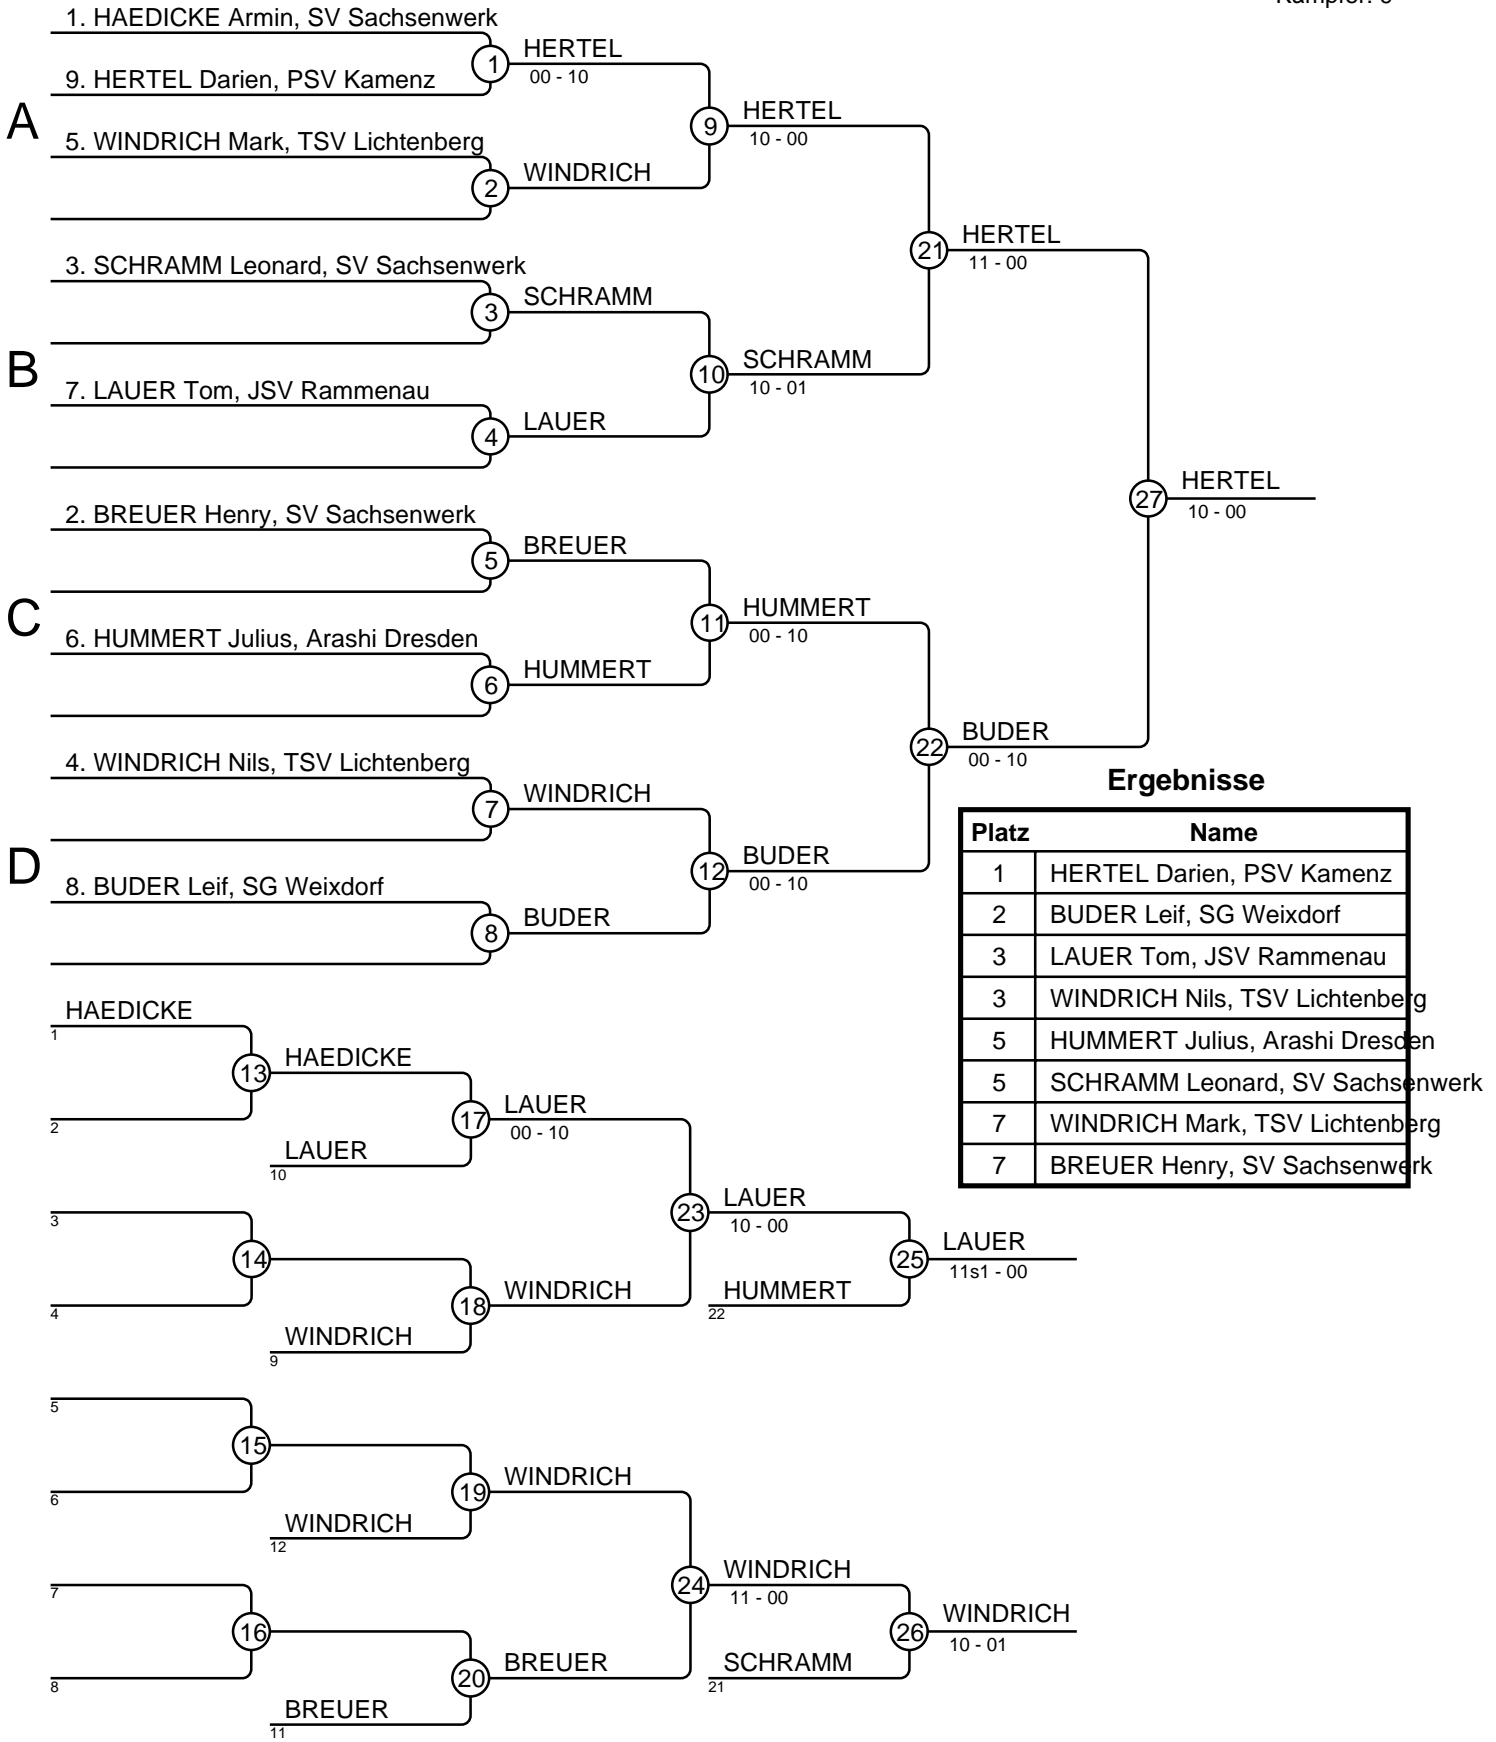 1. HAEDICKE Armin, SV Sachsenwerk
1
HERTEL
00 - 10
9. HERTEL Darien, PSV Kamenz
A
9
HERTEL
10 - 00
5. WINDRICH Mark, TSV Lichtenberg
2
WINDRICH
21
HERTEL
11 - 00
3. SCHRAMM Leonard, SV Sachsenwerk
3
SCHRAMM
B
10
SCHRAMM
10 - 01
7. LAUER Tom, JSV Rammenau
4
LAUER
27
HERTEL
10 - 00
2. BREUER Henry, SV Sachsenwerk
5
BREUER
C
11
HUMMERT
00 - 10
6. HUMMERT Julius, Arashi Dresden
6
HUMMERT
22
BUDER
00 - 10
4. WINDRICH Nils, TSV Lichtenberg
7
WINDRICH
D
12
BUDER
00 - 10
8. BUDER Leif, SG Weixdorf
8
BUDER
Ergebnisse
Platz Name
1 HERTEL Darien, PSV Kamenz
2 BUDER Leif, SG Weixdorf
3 LAUER Tom, JSV Rammenau
3 WINDRICH Nils, TSV Lichtenberg
5 HUMMERT Julius, Arashi Dresden
5 SCHRAMM Leonard, SV Sachsenwerk
7 WINDRICH Mark, TSV Lichtenberg
7 BREUER Henry, SV Sachsenwerk
HAEDICKE
1
13
HAEDICKE
2
17
LAUER
00 - 10
LAUER
10
3
23
LAUER
10 - 00
14
25
LAUER
11s1 - 00
4
18
WINDRICH
HUMMERT
22
WINDRICH
9
5
15
6
19
WINDRICH
WINDRICH
12
7
24
WINDRICH
11 - 00
16
26
WINDRICH
10 - 01
8
20
BREUER
SCHRAMM
21
BREUER
11